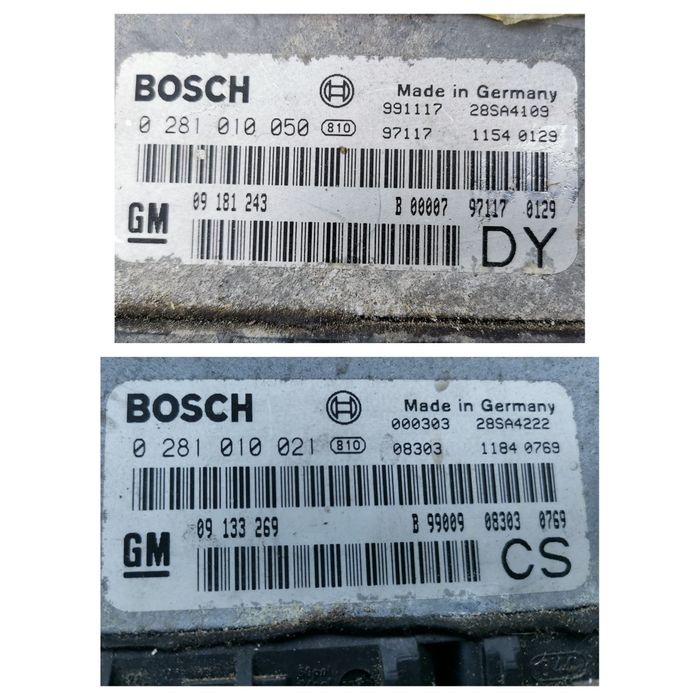 BOSCH Made in Germany
991117 28SA4109
0 281 010 050 810 97117 1154 0129
09 181 243 B 00007 97117 0129
GM DY
BOSCH Made in Germany
000303 28SA4222
0 281 010 021 810 08303 1184 0769
09 133 269 B 99009 08303 0769
GM CS